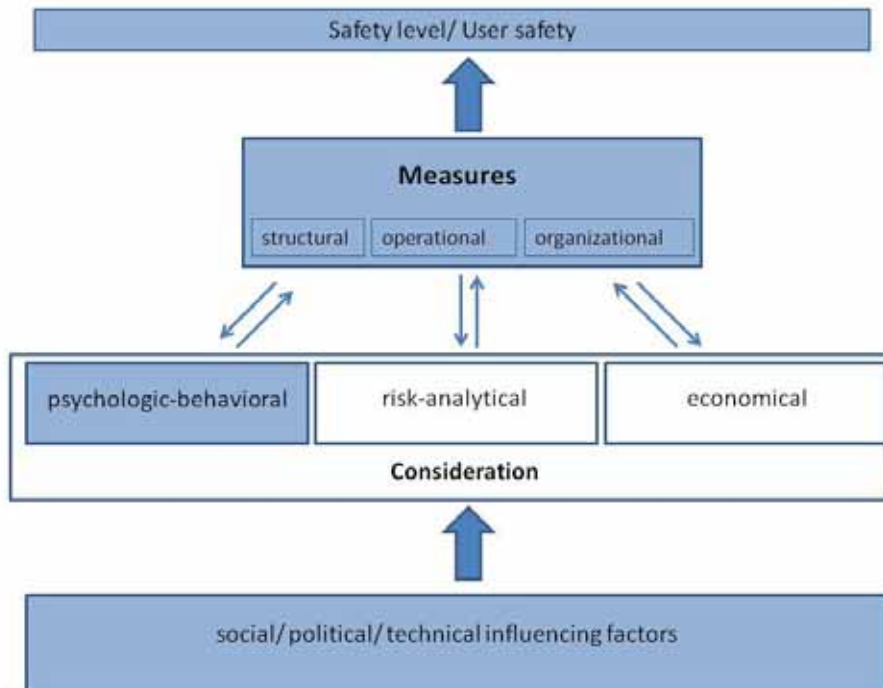 Safety level/ User safety
Measures
structural operational organizational
psychologic-behavioral risk-analytical economical
Consideration
social/ political/ technical influencing factors